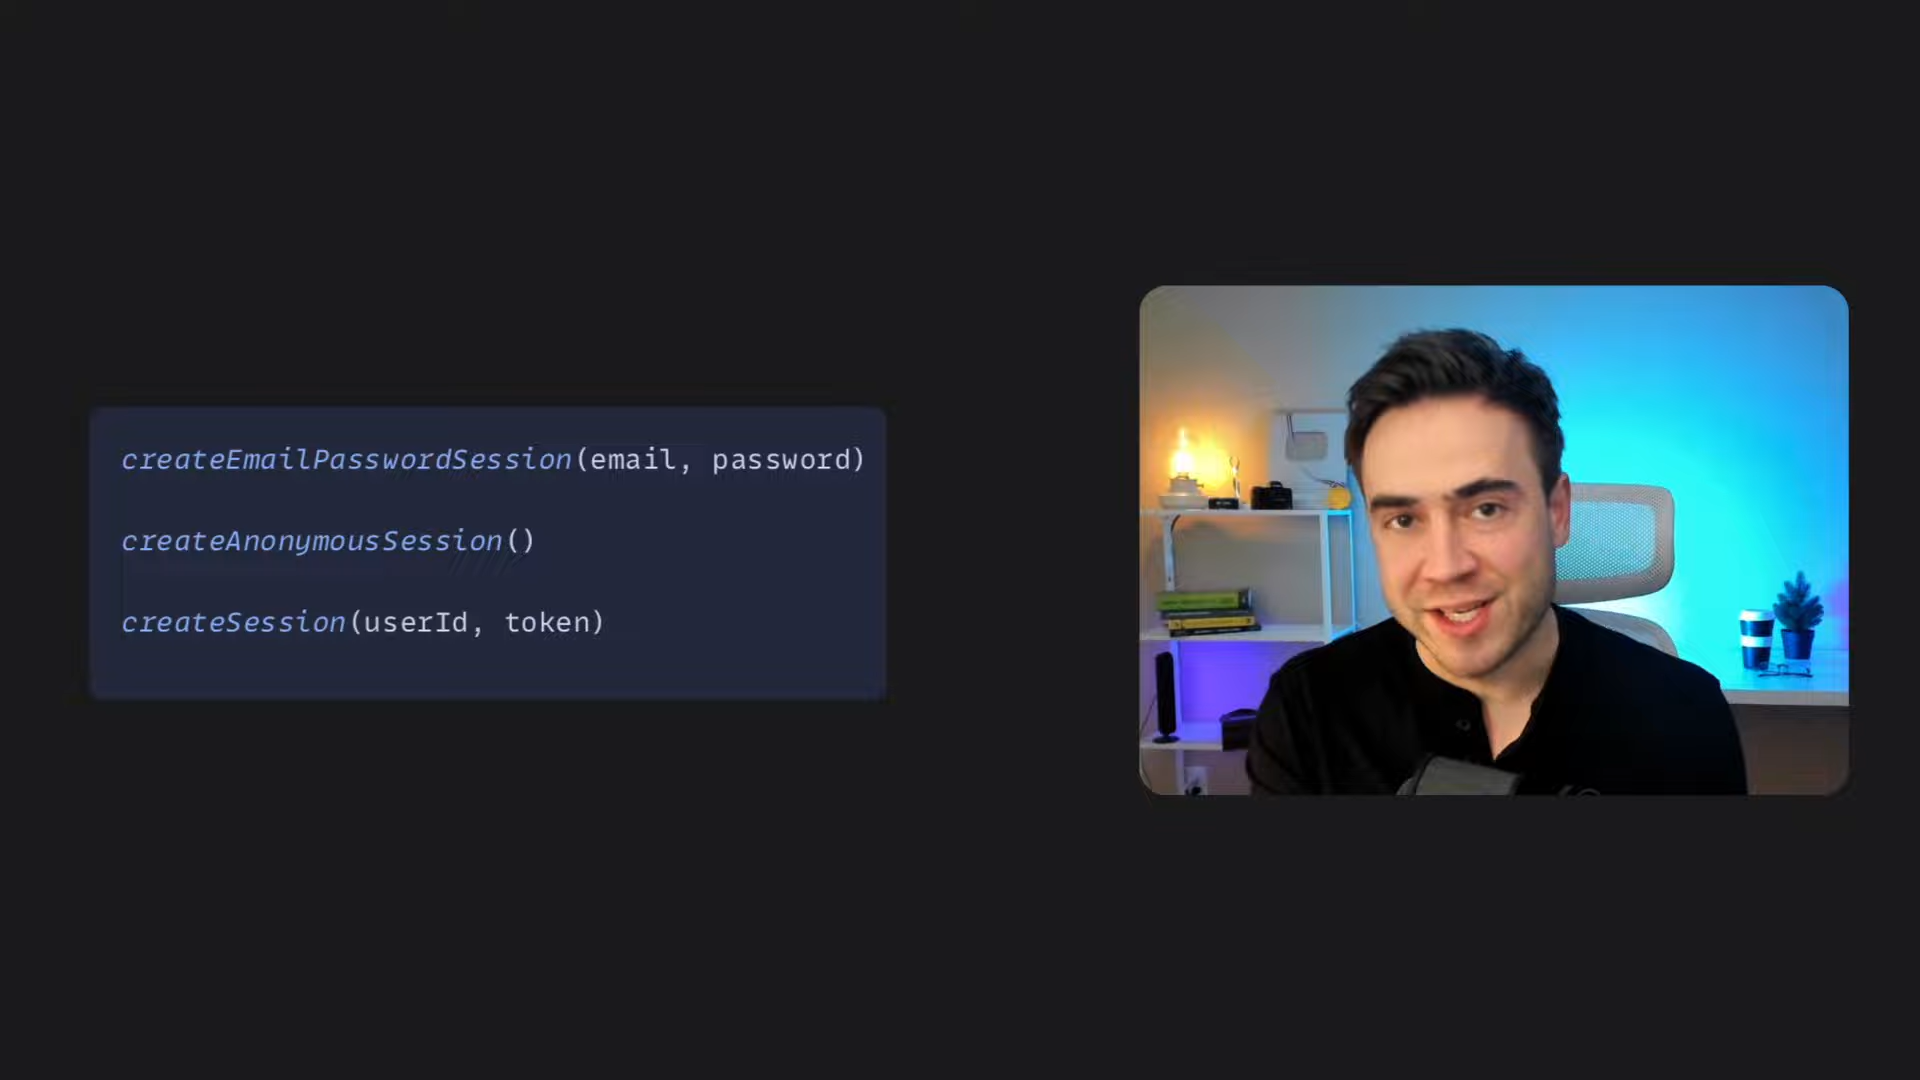 createEmailPasswordSession(email, password)
createAnonymousSession()
createSession(userId, token)